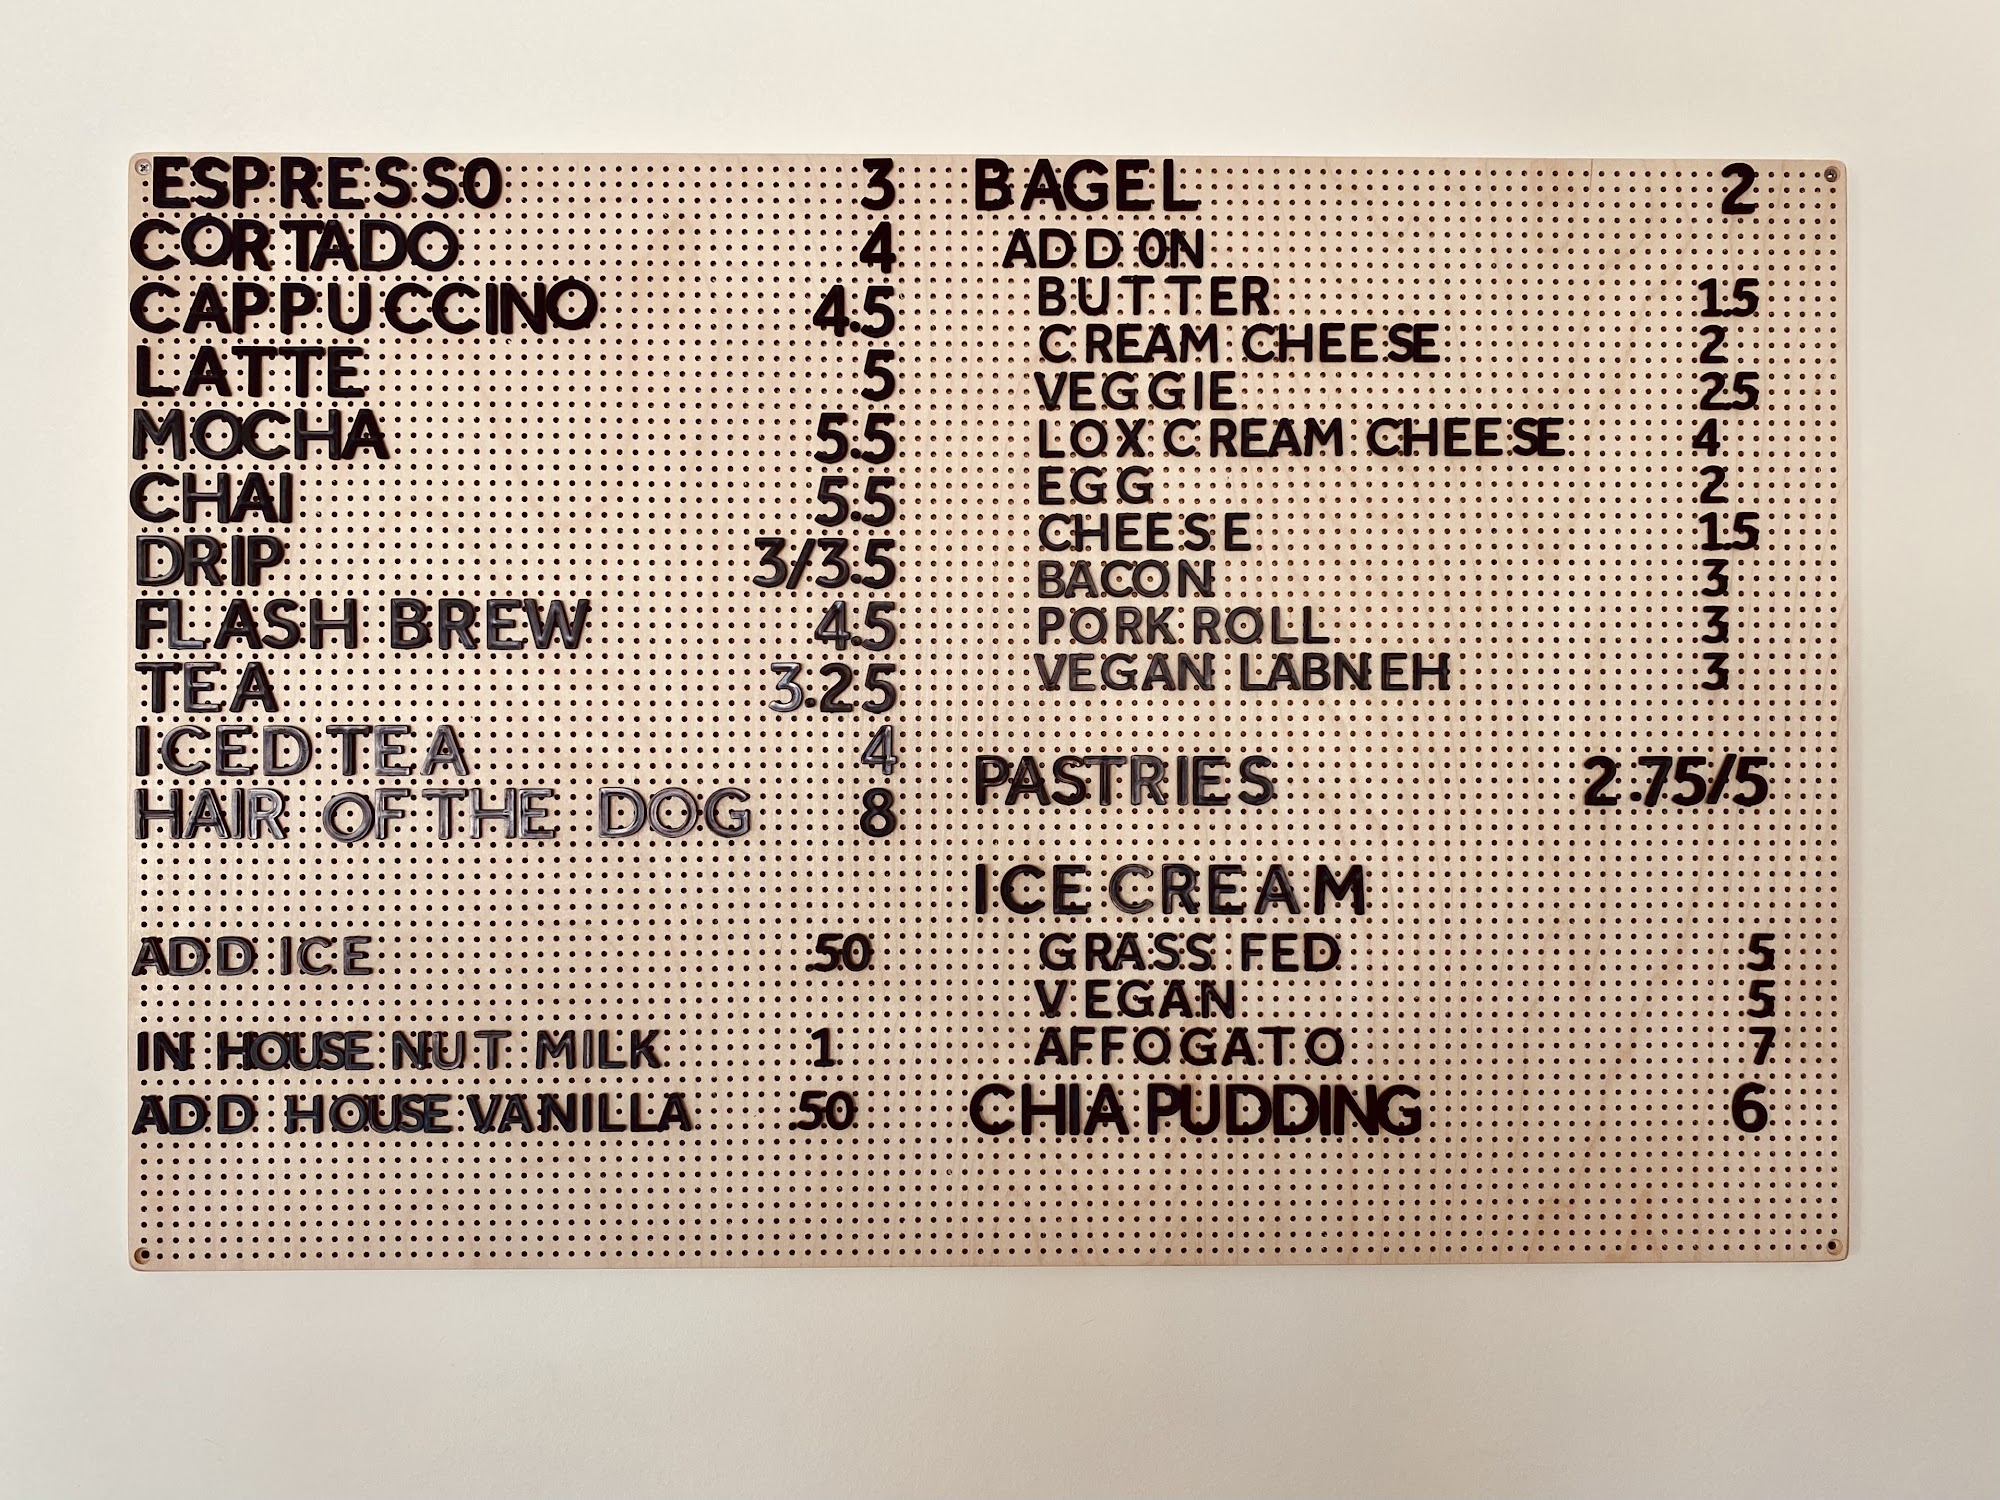 ESPRESSO 3
CORTADO 4
CAPPUCCINO 4.5
LATTE 5
MOCHA 5.5
CHAI 5.5
DRIP 3/3.5
FLASH BREW 4.5
TEA 3.25
ICED TEA 4
HAIR OF THE DOG 8
ADD ICE .50
IN HOUSE NUT MILK 1
ADD HOUSE VANILLA .50
BAGEL 2
ADD ON
BUTTER 1.5
CREAM CHEESE 2
VEGGIE 2.5
LOX CREAM CHEESE 4
EGG 2
CHEESE 1.5
BACON 3
PORK ROLL 3
VEGAN LABNEH 3
PASTRIES 2.75/5
ICE CREAM
GRASS FED 5
VEGAN 5
AFFOGATO 7
CHIA PUDDING 6